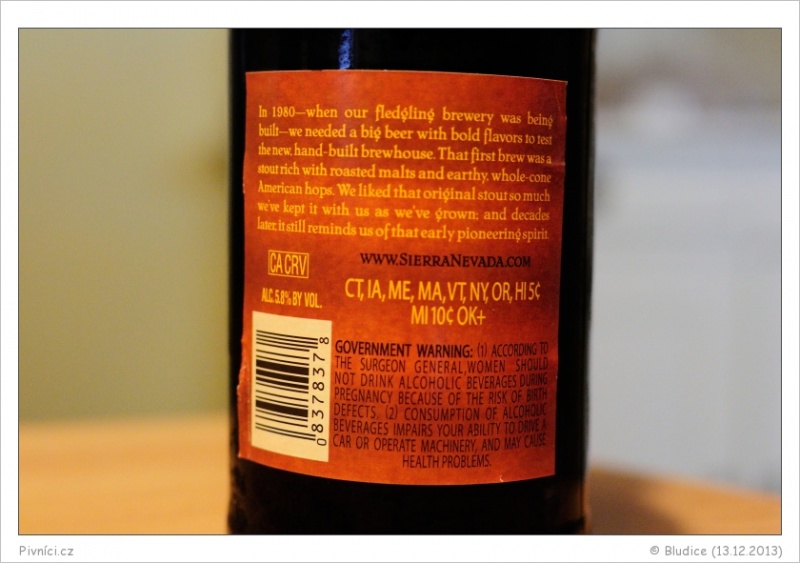 In 1980—when our fledgling brewery was being
built—we needed a big beer with bold flavors to test
the new, hand-built brewhouse. That first brew was a
stout rich with roasted malts and earthy, whole-cone
American hops. We liked that original stout so much
we've kept it with us as we've grown; and decades
later, it still reminds us of that early pioneering spirit.
WWW.SIERRANEVADA.COM
CA CRV
ALC. 5.8% BY VOL.
CT, IA, ME, MA, VT, NY, OR, HI 5¢
MI 10¢ OK+
GOVERNMENT WARNING: (1) ACCORDING TO
THE SURGEON GENERAL, WOMEN SHOULD
NOT DRINK ALCOHOLIC BEVERAGES DURING
PREGNANCY BECAUSE OF THE RISK OF BIRTH
DEFECTS. (2) CONSUMPTION OF ALCOHOLIC
BEVERAGES IMPAIRS YOUR ABILITY TO DRIVE A
CAR OR OPERATE MACHINERY, AND MAY CAUSE
HEALTH PROBLEMS.
0 8378378 8
Pivníci.cz
© Bludice (13.12.2013)